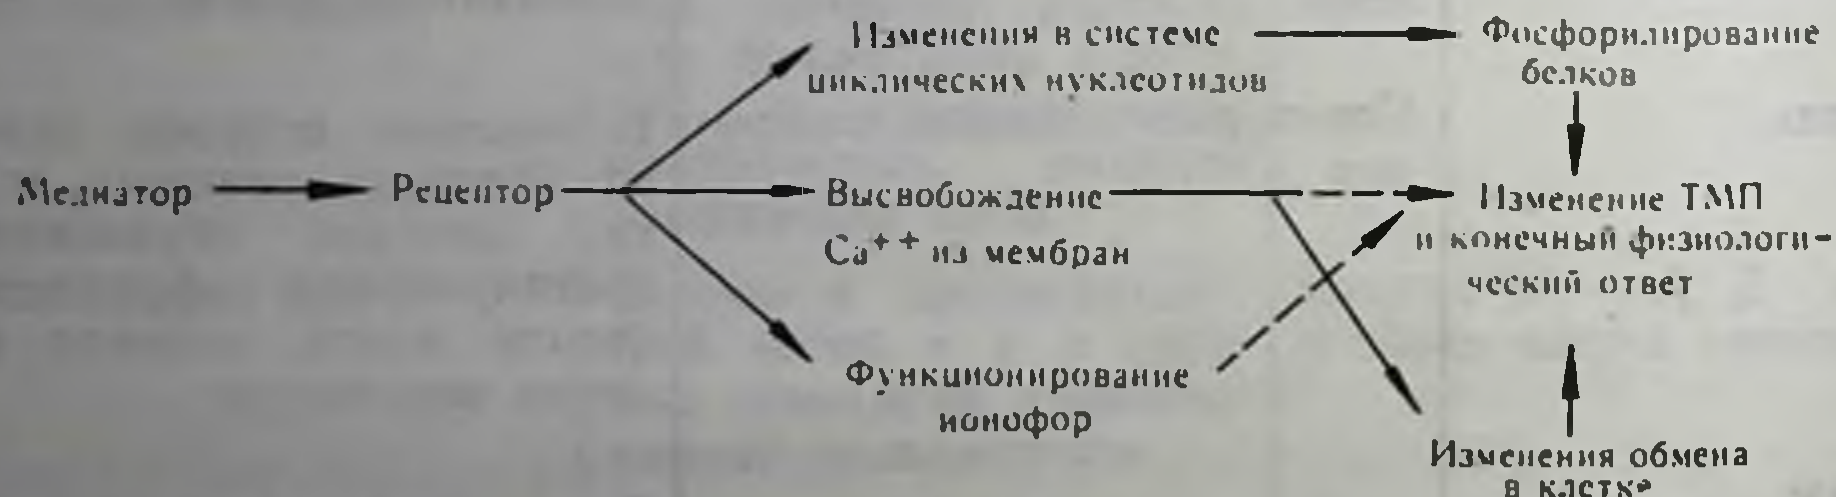 Изменения в системе
циклических нуклеотидов
Фосфорилирование
белков
Медиатор
Рецептор
Высвобождение
Ca++ из мембран
Изменение ТМП
и конечный физиологи-
ческий ответ
Функционирование
ионофор
Изменения обмена
в клетке